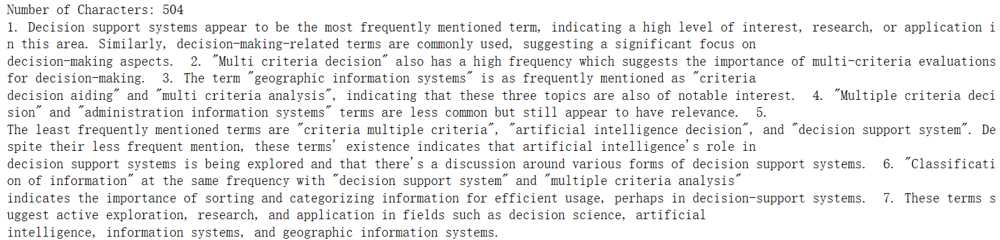 Number of Characters: 504
1. Decision support systems appear to be the most frequently mentioned term, indicating a high level of interest, research, or application i
n this area. Similarly, decision-making-related terms are commonly used, suggesting a significant focus on
decision-making aspects.  2. "Multi criteria decision" also has a high frequency which suggests the importance of multi-criteria evaluations
for decision-making.  3. The term "geographic information systems" is as frequently mentioned as "criteria
decision aiding" and "multi criteria analysis", indicating that these three topics are also of notable interest.  4. "Multiple criteria deci
sion" and "administration information systems" terms are less common but still appear to have relevance.  5.
The least frequently mentioned terms are "criteria multiple criteria", "artificial intelligence decision", and "decision support system". De
spite their less frequent mention, these terms' existence indicates that artificial intelligence's role in
decision support systems is being explored and that there's a discussion around various forms of decision support systems.  6. "Classificati
on of information" at the same frequency with "decision support system" and "multiple criteria analysis"
indicates the importance of sorting and categorizing information for efficient usage, perhaps in decision-support systems.  7. These terms s
uggest active exploration, research, and application in fields such as decision science, artificial
intelligence, information systems, and geographic information systems.